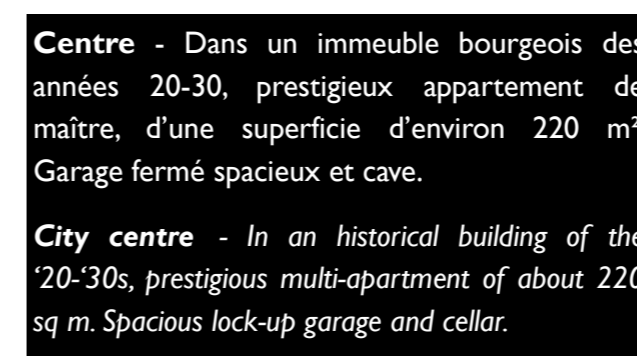 Centre - Dans un immeuble bourgeois des
années 20-30, prestigieux appartement de
maître, d’une superficie d’environ 220 m²
Garage fermé spacieux et cave.
City centre - In an historical building of the
‘20-‘30s, prestigious multi-apartment of about 220
sq m. Spacious lock-up garage and cellar.